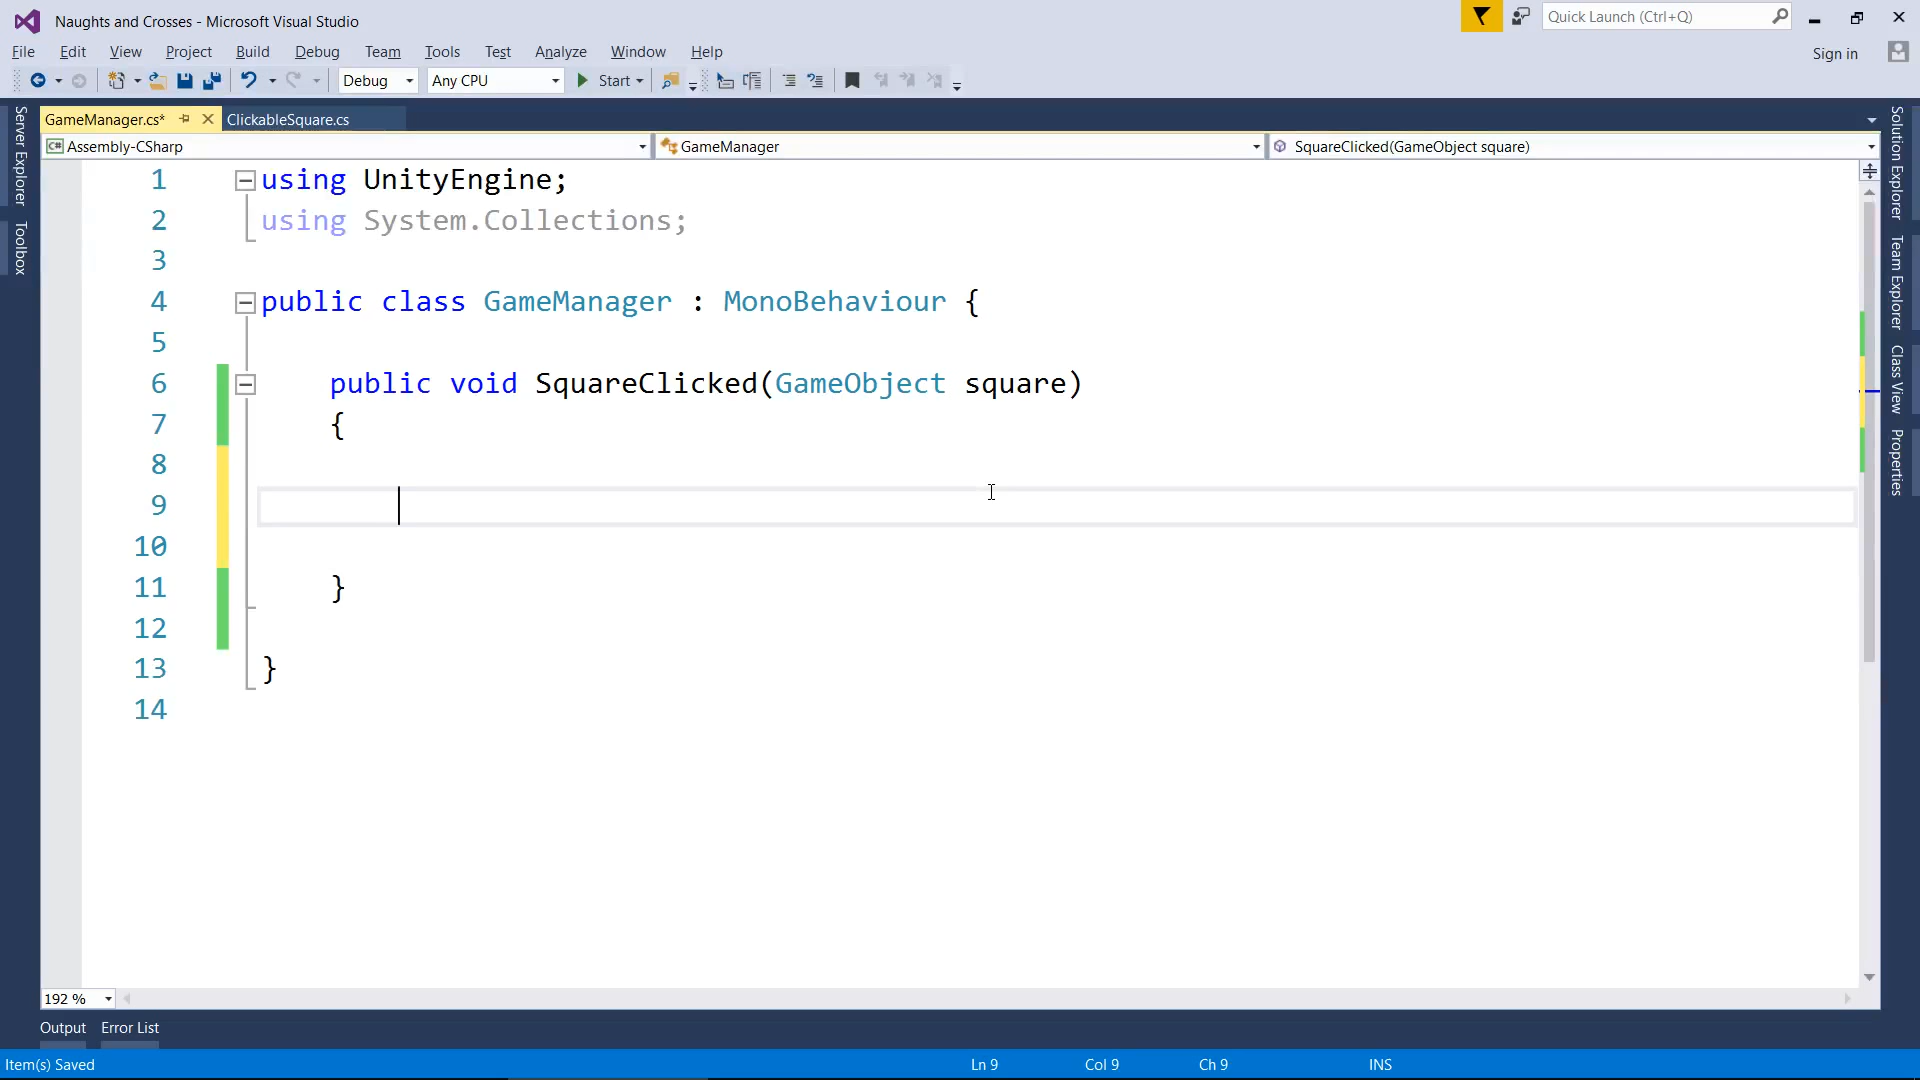 Naughts and Crosses - Microsoft Visual Studio
Quick Launch (Ctrl+Q)
File Edit View Project Build Debug Team Tools Test Analyze Window Help
Sign in
Debug Any CPU Start
GameManager.cs* ClickableSquare.cs
C# Assembly-CSharp GameManager SquareClicked(GameObject square)
Server Explorer
Toolbox
Solution Explorer
Team Explorer
Class View
Properties
1 using UnityEngine;
2 using System.Collections;
3
4 public class GameManager : MonoBehaviour {
5
6 public void SquareClicked(GameObject square)
7 {
8
9
10
11 }
12
13 }
14
192 %
Output Error List
Item(s) Saved Ln 9 Col 9 Ch 9 INS